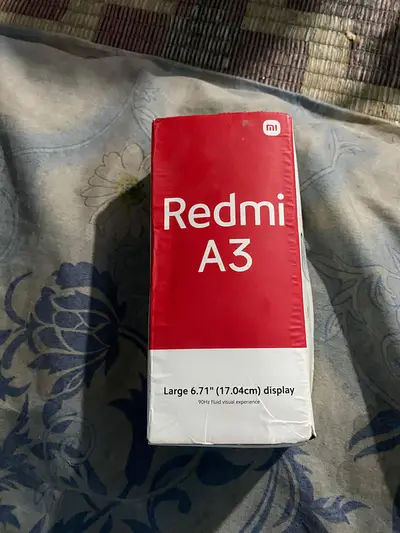 mi
Redmi
A3
Large 6.71" (17.04cm) display
90Hz fluid visual experience